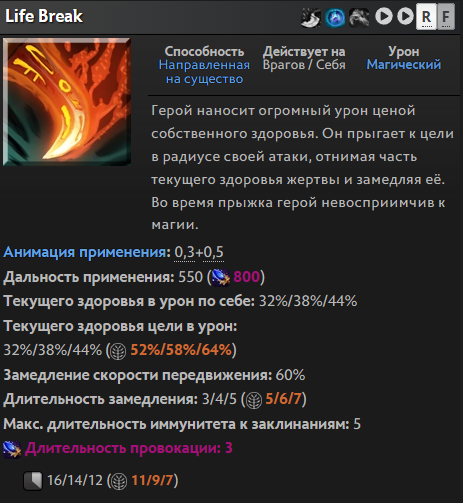 Life Break
R F
Способность Действует на Урон
Направленная Врагов / Себя Магический
на существо
Герой наносит огромный урон ценой
собственного здоровья. Он прыгает к цели
в радиусе своей атаки, отнимая часть
текущего здоровья жертвы и замедляя её.
Во время прыжка герой невосприимчив к
магии.
Анимация применения: 0,3+0,5
Дальность применения: 550 ( 800)
Текущего здоровья в урон по себе: 32%/38%/44%
Текущего здоровья цели в урон:
32%/38%/44% ( 52%/58%/64%)
Замедление скорости передвижения: 60%
Длительность замедления: 3/4/5 ( 5/6/7)
Макс. длительность иммунитета к заклинаниям: 5
Длительность провокации: 3
16/14/12 ( 11/9/7)